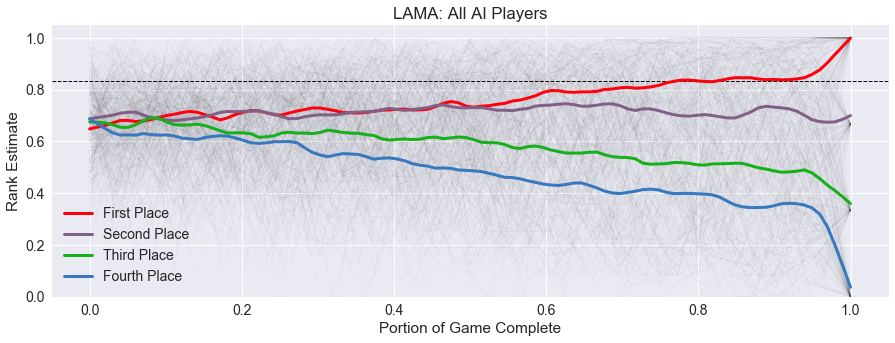 LAMA: All AI Players
Rank Estimate
1.0
0.8
0.6
0.4
0.2
0.0
First Place
Second Place
Third Place
Fourth Place
0.0 0.2 0.4 0.6 0.8 1.0
Portion of Game Complete